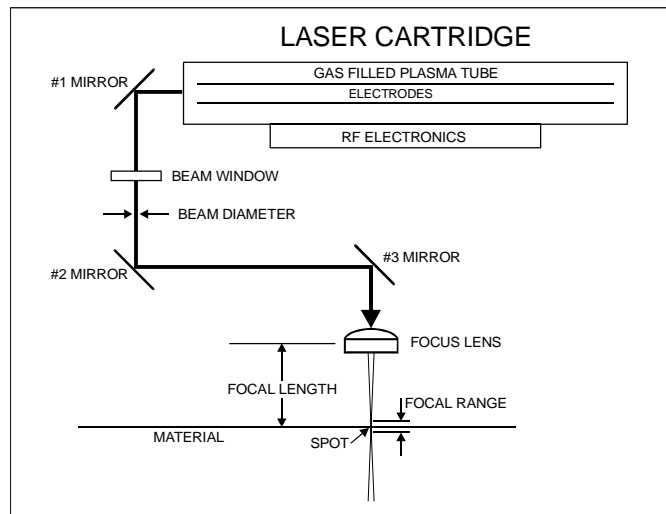 LASER CARTRIDGE
GAS FILLED PLASMA TUBE
#1 MIRROR
ELECTRODES
RF ELECTRONICS
BEAM WINDOW
BEAM DIAMETER
#3 MIRROR
#2 MIRROR
FOCUS LENS
FOCAL LENGTH
FOCAL RANGE
MATERIAL
SPOT